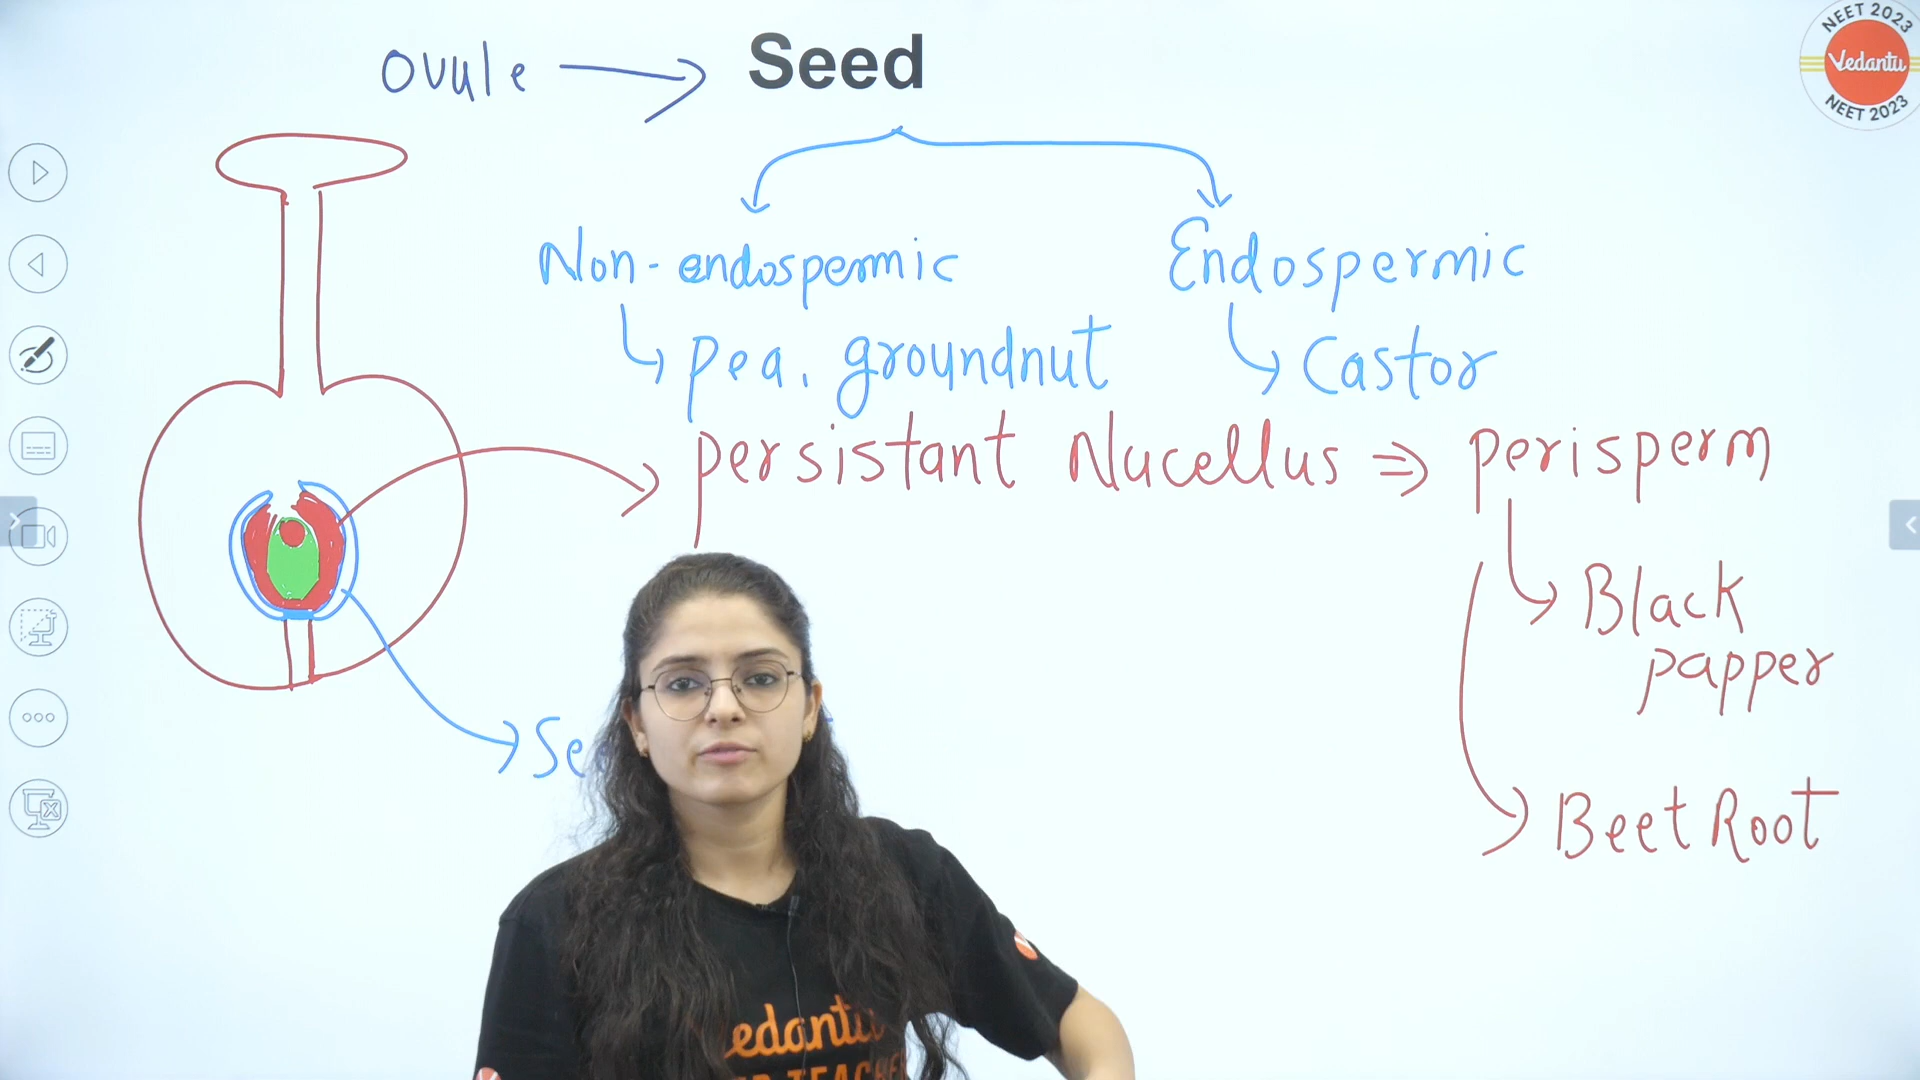 Ovule → Seed
NEET 2023
Vedantu
NEET 2023
Non-endospermic
Endospermic
Pea, groundnut
Castor
Persistant Nucellus ⇒ Perisperm
Black
papper
Beet Root
edantu
TEACHE